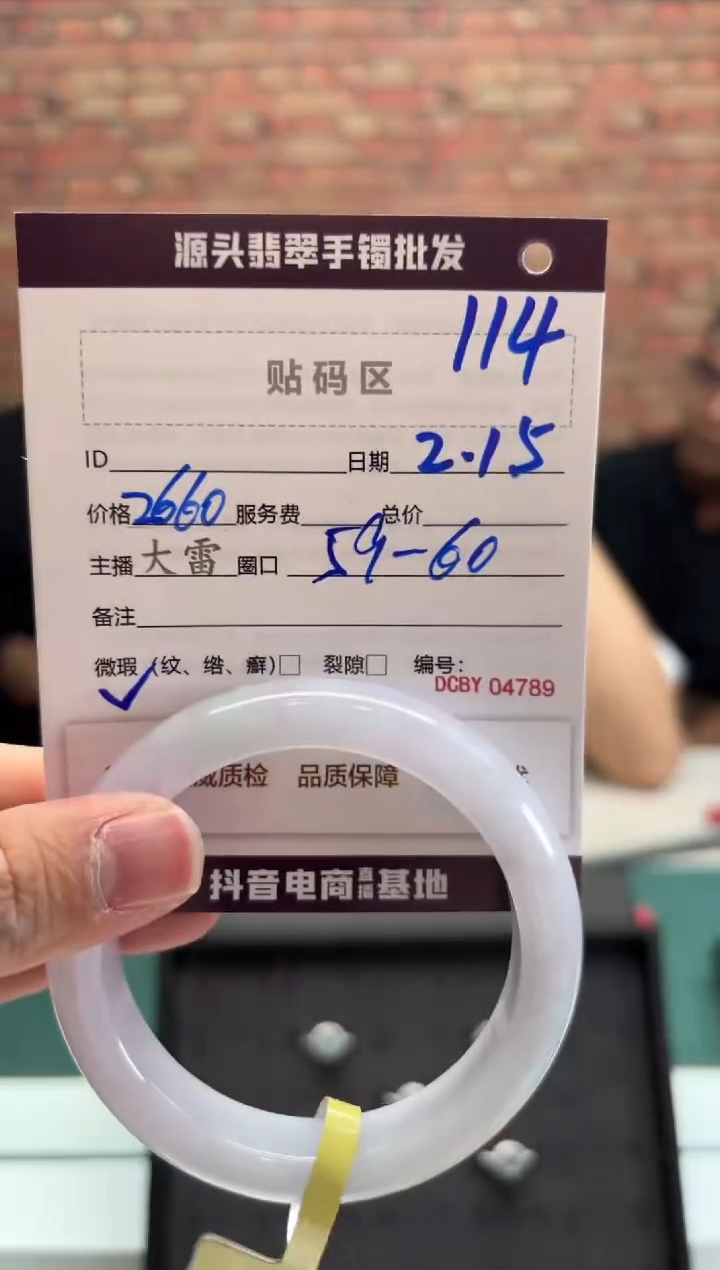 源头翡翠手镯批发
114
贴码区
ID 日期 2.15
价格 2660 服务费 总价
主播 大雷 圈口 59-60
备注
微瑕（纹、绺、癣）□ 裂隙□ 编号：
✓
DCBY 04789
威质检 品质保障
抖音电商直播基地